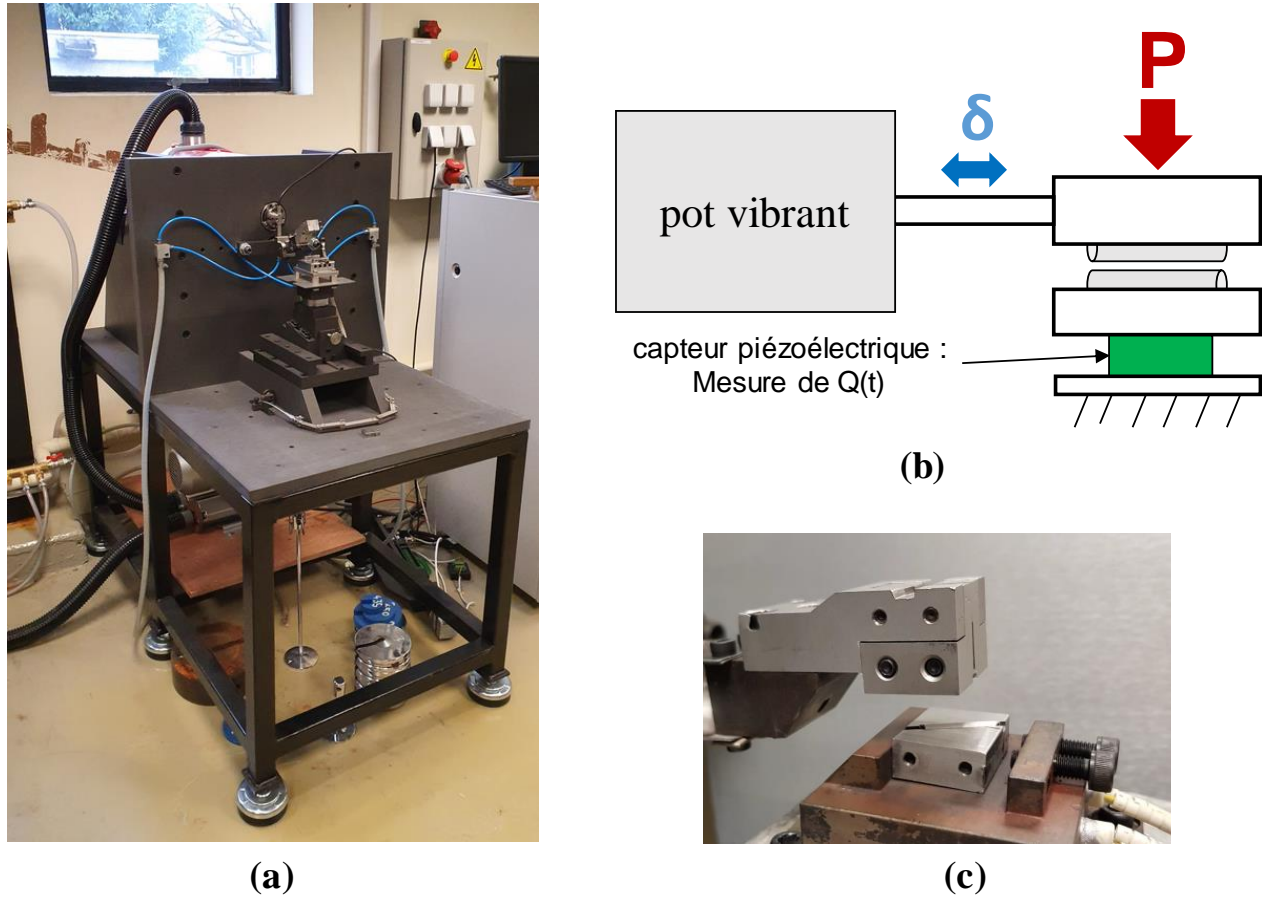 P
δ
pot vibrant
capteur piézoélectrique :
Mesure de Q(t)
(b)
(a)
(c)